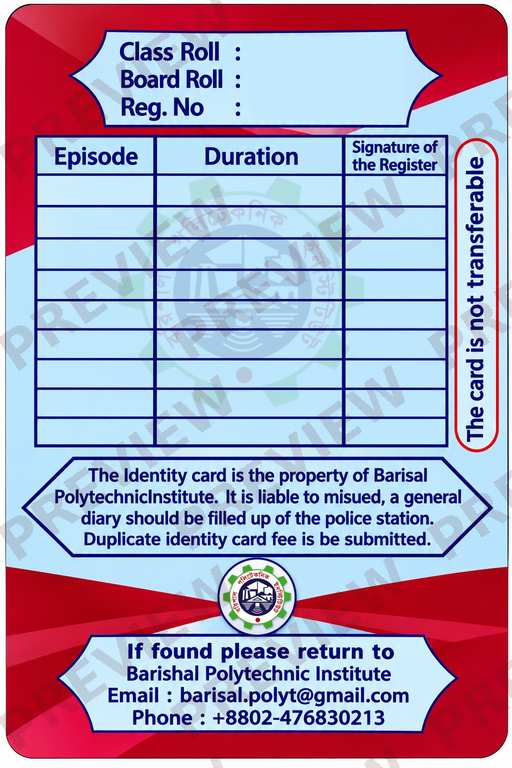 Class Roll :
Board Roll :
Reg. No :
Episode
Duration
Signature of
the Register
The card is not transferable
The Identity card is the property of Barisal
PolytechnicInstitute. It is liable to misued, a general
diary should be filled up of the police station.
Duplicate identity card fee is be submitted.
If found please return to
Barishal Polytechnic Institute
Email : barisal.polyt@gmail.com
Phone : +8802-476830213
PREVIEW